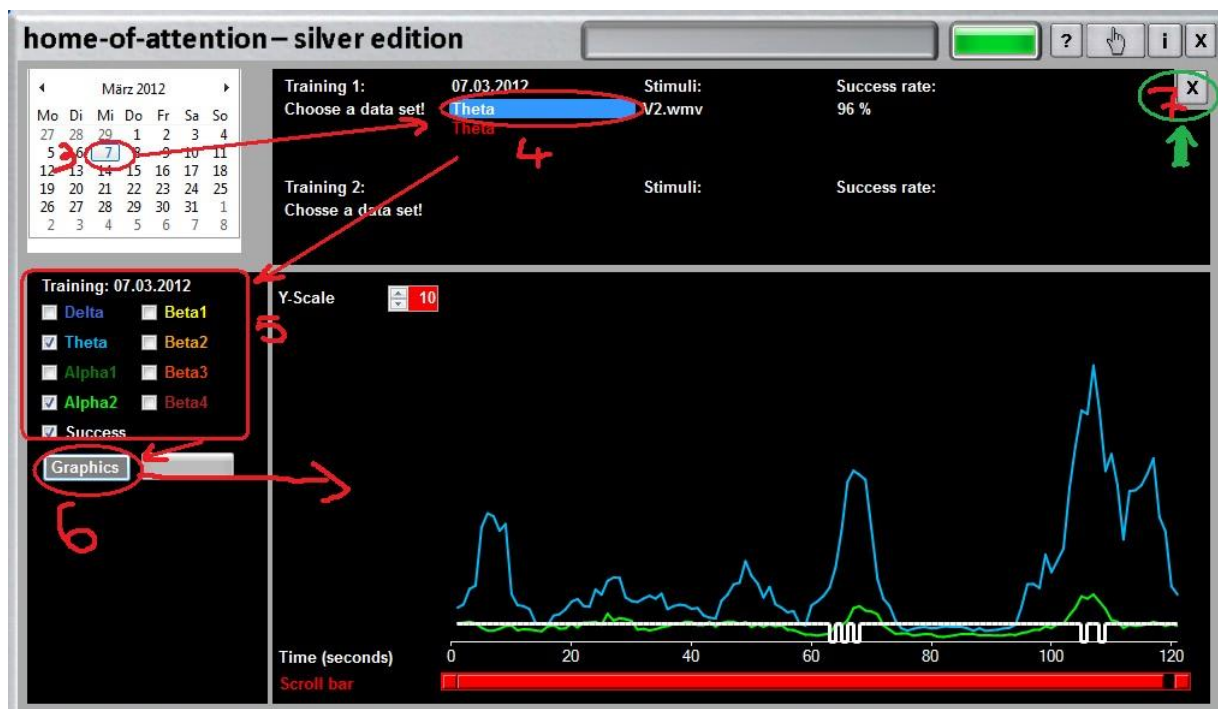 home-of-attention – silver edition
? i X
März 2012
Mo Di Mi Do Fr Sa So
27 28 29 1 2 3 4
5 6 7 8 9 10 11
12 13 14 15 16 17 18
19 20 21 22 23 24 25
26 27 28 29 30 31 1
2 3 4 5 6 7 8
3
Training 1: 07.03.2012 Stimuli: Success rate:
Choose a data set! Theta V2.wmv 96 %
Theta
4
7 X
Training 2: Stimuli: Success rate:
Chosse a data set!
Training: 07.03.2012
Delta Beta1
Theta Beta2
Alpha1 Beta3
Alpha2 Beta4
Success
5
Graphics
6
Y-Scale 10
Time (seconds) 0 20 40 60 80 100 120
Scroll bar